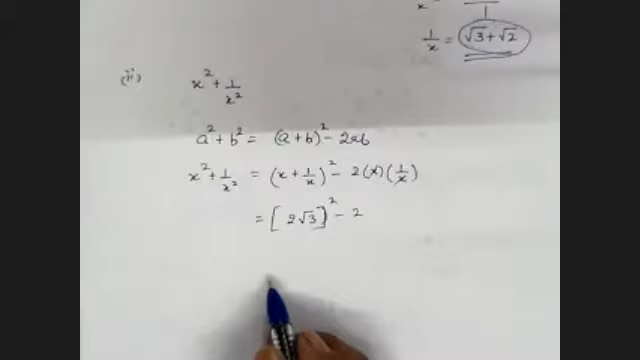 x
1
1/x = √3 + √2
(ii) x² + 1/x²
a² + b² = (a + b)² - 2ab
x² + 1/x² = (x + 1/x)² - 2(x)(1/x)
= [2√3]² - 2